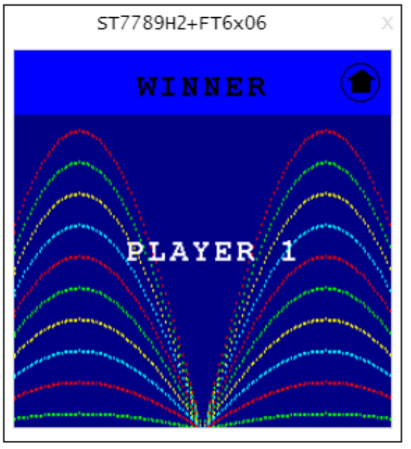 ST7789H2+FT6x06
X
WINNER
PLAYER 1